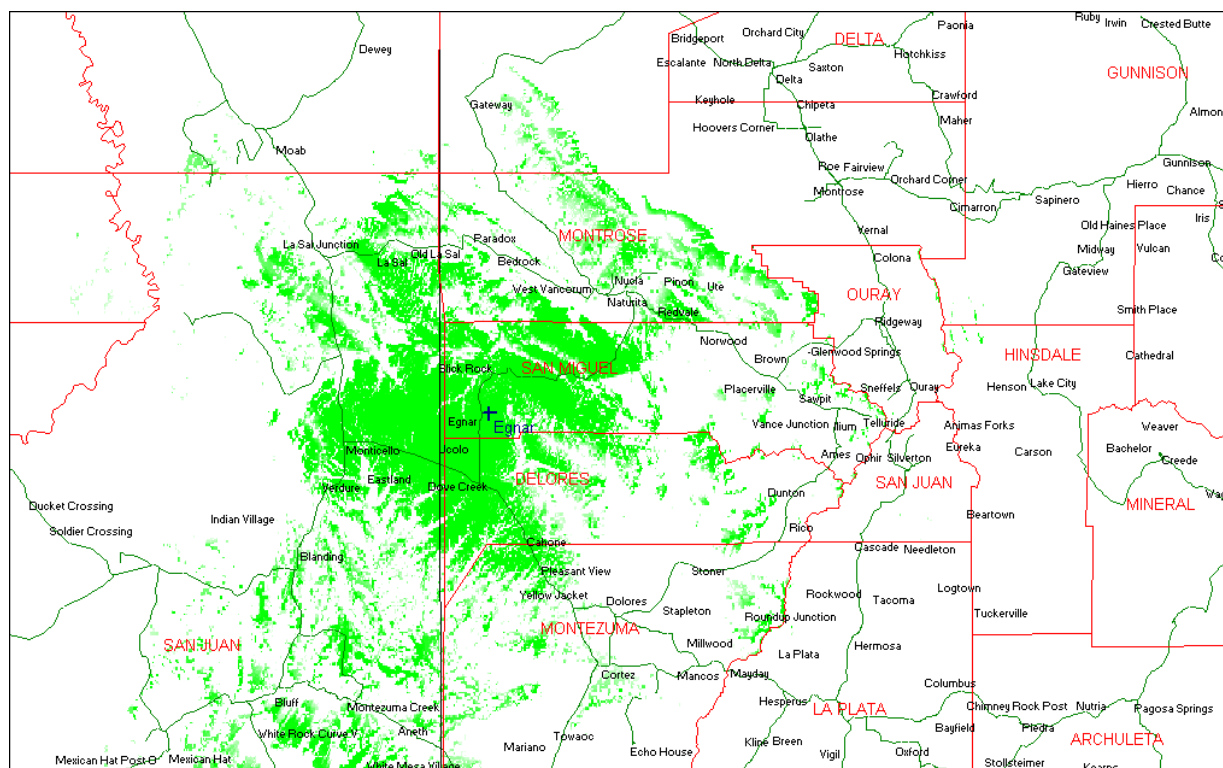 Ruby
Irwin
Crested Butte
Paonia
Orchard City
Bridgeport
DELTA
Dewey
Hotchkiss
Escalante
North Delta
Saxton
GUNNISON
Delta
Crawford
Keyhole
Chipeta
Gateway
Almon
Maher
Hoovers Corner
Olathe
Moab
Roe
Fairview
Gunnison
Orchard Corner
Montrose
Hierro
Chance
Cimarron
Sapinero
Iris
Old Haines Place
Vernal
MONTROSE
Paradox
La Sal Junction
Midway
Vulcan
Old La Sal
Colona
La Sal
Bedrock
Gateview
Nucla
Pinon
Ute
West Vancorum
OURAY
Naturita
Redvale
Smith Place
Ridgeway
Norwood
Glenwood Springs
HINSDALE
Cathedral
Brown
Slick Rock
SAN MIGUEL
Placerville
Sneffels
Ouray
Henson
Lake City
Sawpit
Egnar
Egnar
Vance Junction
Ilium
Telluride
Animas Forks
Weaver
Monticello
Ucolo
Ames
Ophir
Silverton
Eureka
Carson
Bachelor
Creede
Eastland
Dove Creek
DELORES
SAN JUAN
Verdure
Dunton
Wag
Ducket Crossing
MINERAL
Indian Village
Beartown
Soldier Crossing
Rico
Cahone
Cascade
Needleton
Blanding
Pleasant View
Stoner
Yellow Jacket
Dolores
Rockwood
Tacoma
Logtown
Stapleton
Roundup Junction
Tuckerville
MONTEZUMA
SAN JUAN
Millwood
La Plata
Hermosa
Cortez
Mancos
Mayday
Columbus
Bluff
Montezuma Creek
Hesperus
LA PLATA
Chimney Rock Post
Nutria
Pagosa Springs
White Rock Curve V
Aneth
Towaoc
Bayfield
Piedra
Mariano
Echo House
Kline
Breen
ARCHULETA
Mexican Hat Post O
Mexican Hat
White Mesa Village
Vigil
Oxford
Stollsteimer
Kearns